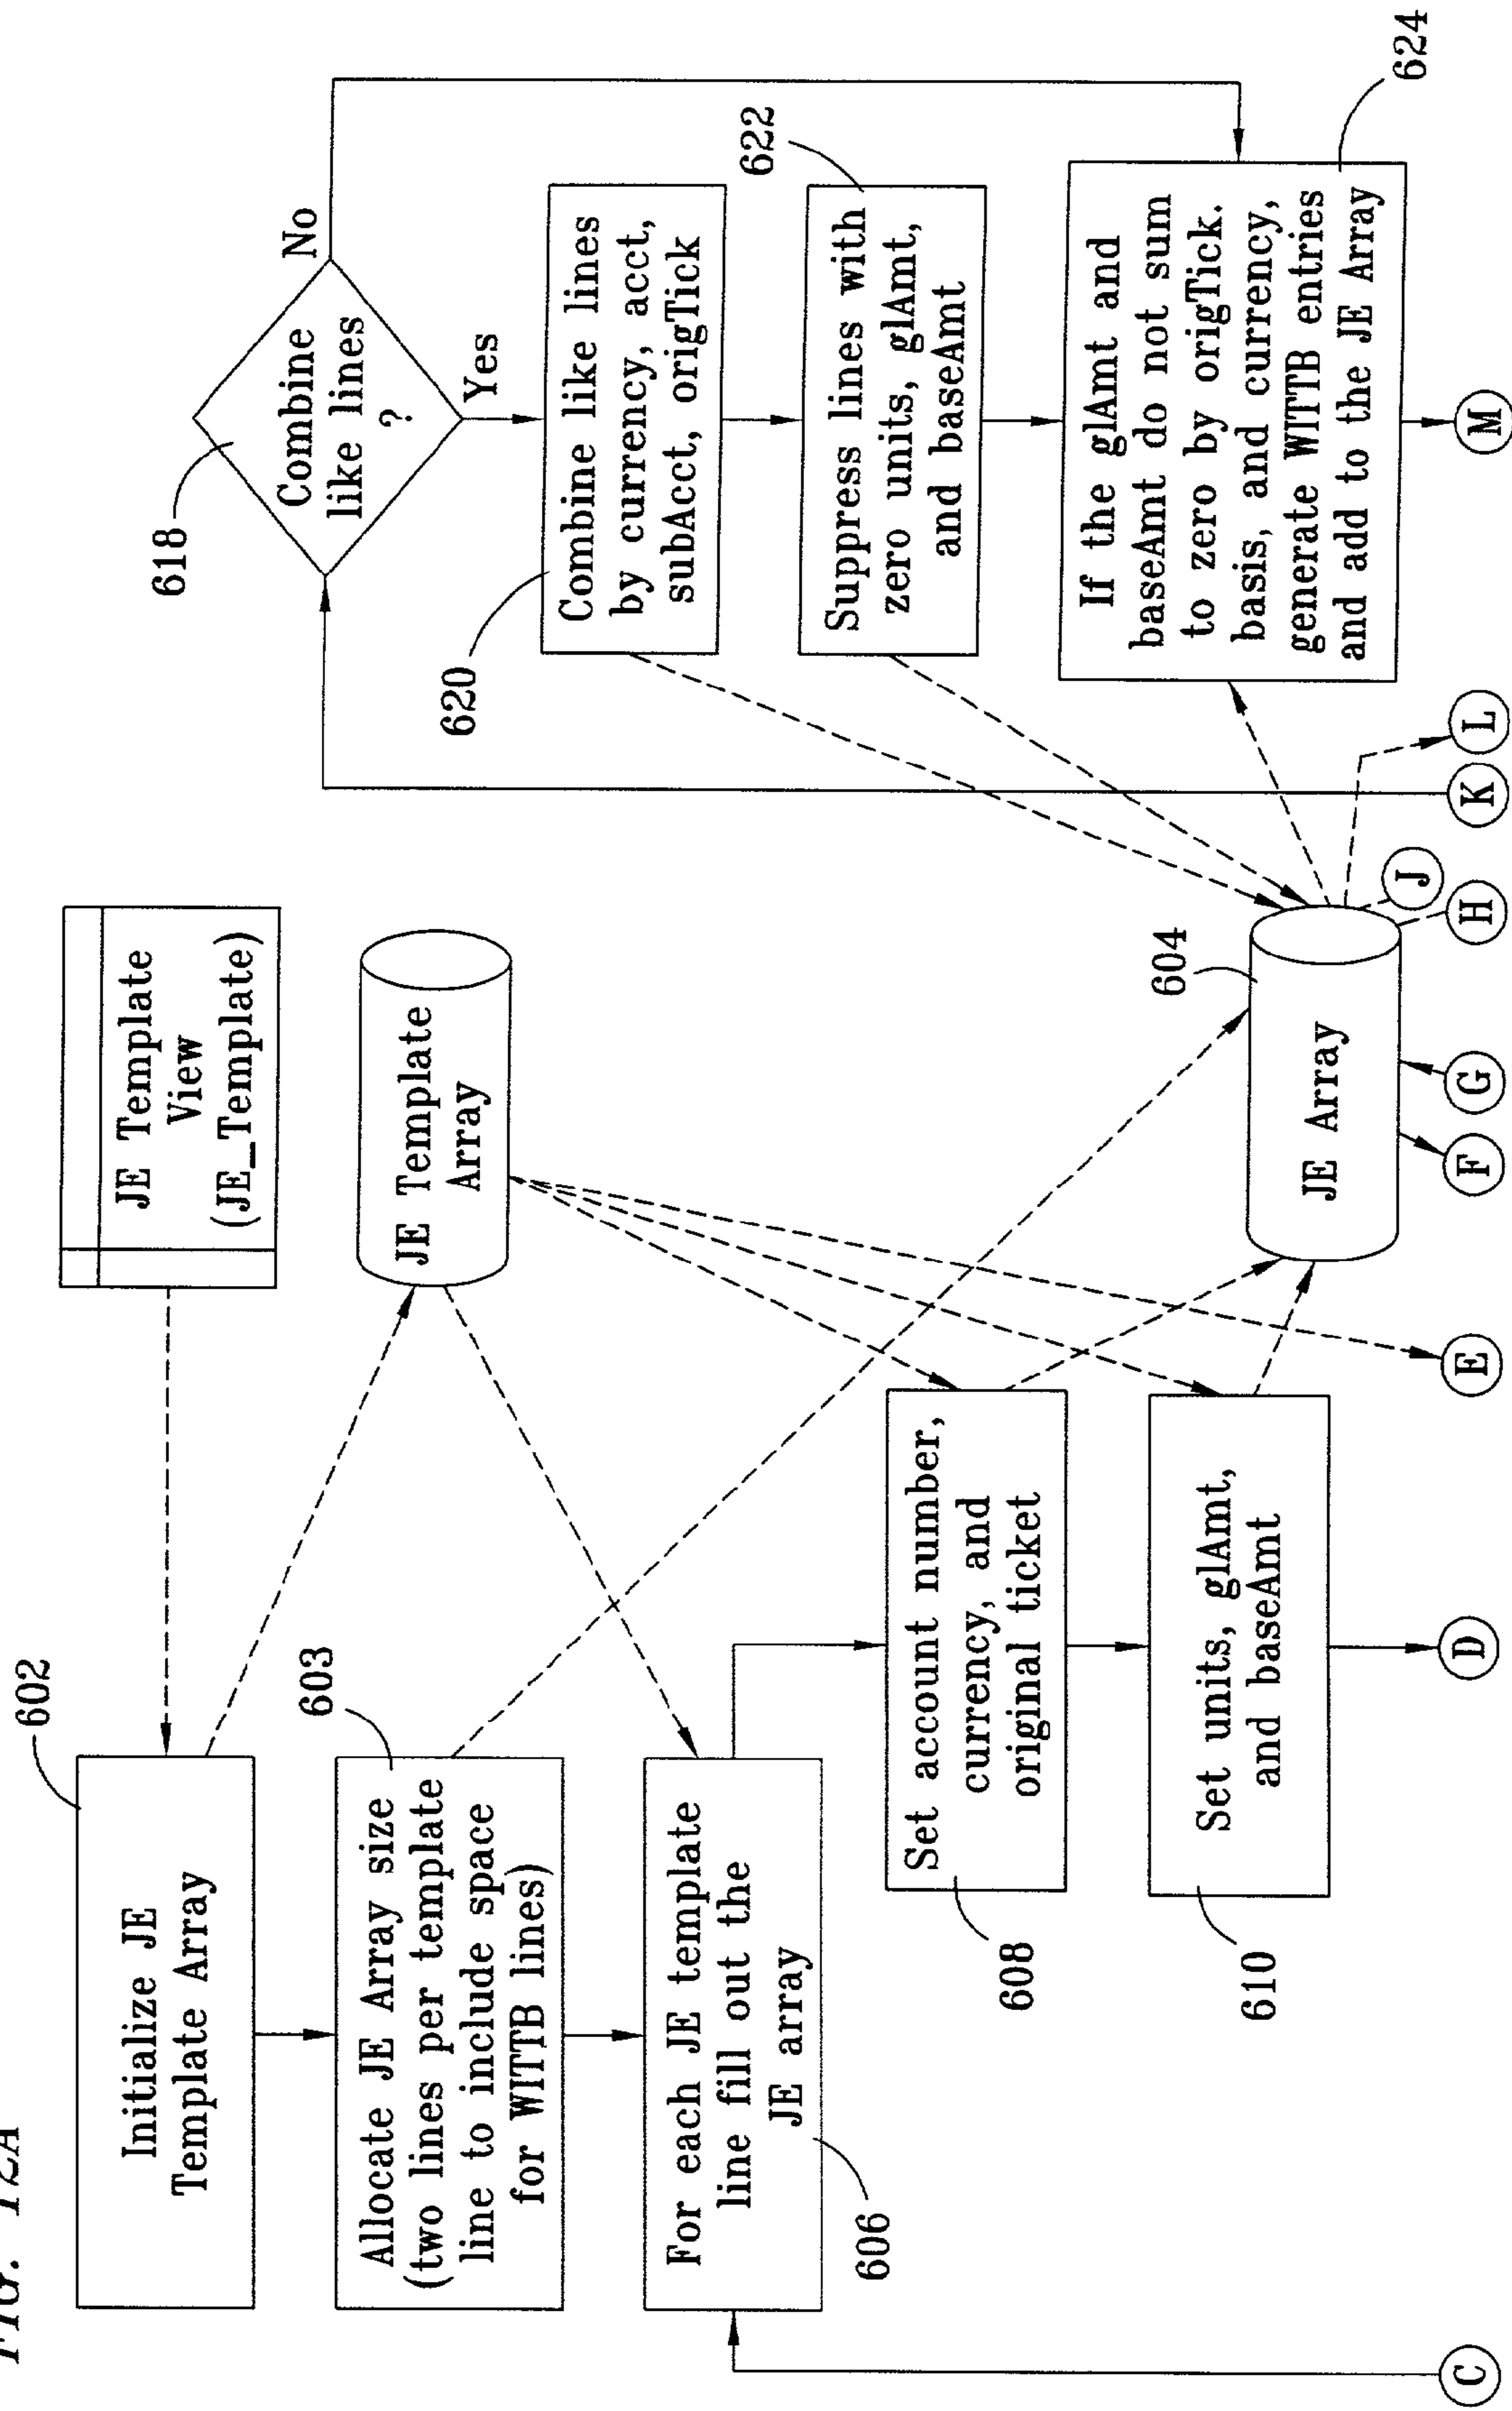 FIG. 12A
602
Initialize JE
Template Array
JE Template
View
(JE_Template)
603
Allocate JE Array size
(two lines per template
line to include space
for WITTB lines)
JE Template
Array
606
For each JE template
line fill out the
JE array
608
Set account number,
currency, and
original ticket
610
Set units, glAmt,
and baseAmt
604
JE Array
618
Combine
like lines
?
No
Yes
620
Combine like lines
by currency, acct,
subAcct, origTick
622
Suppress lines with
zero units, glAmt,
and baseAmt
624
If the glAmt and
baseAmt do not sum
to zero by origTick.
basis, and currency,
generate WITTB entries
and add to the JE Array
C
D
E
F
G
H
J
K
L
M